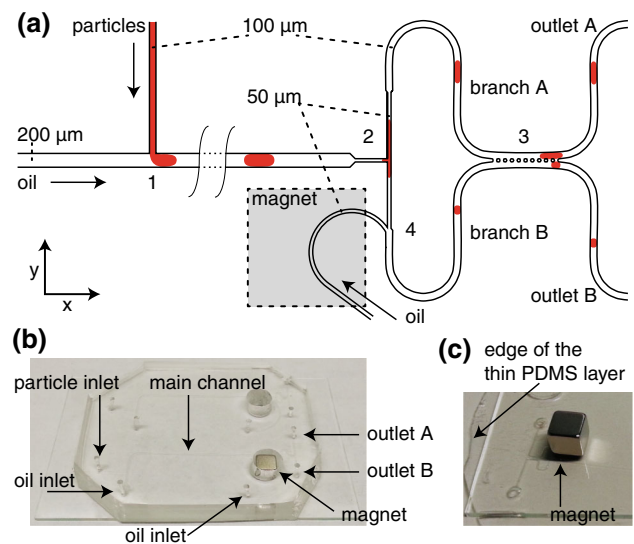 (a)
particles
100 µm
outlet A
50 µm
branch A
200 µm
2
3
oil
1
magnet
4
branch B
y
x
oil
outlet B
(b)
particle inlet
main channel
outlet A
outlet B
oil inlet
oil inlet
magnet
(c)
edge of the
thin PDMS layer
magnet